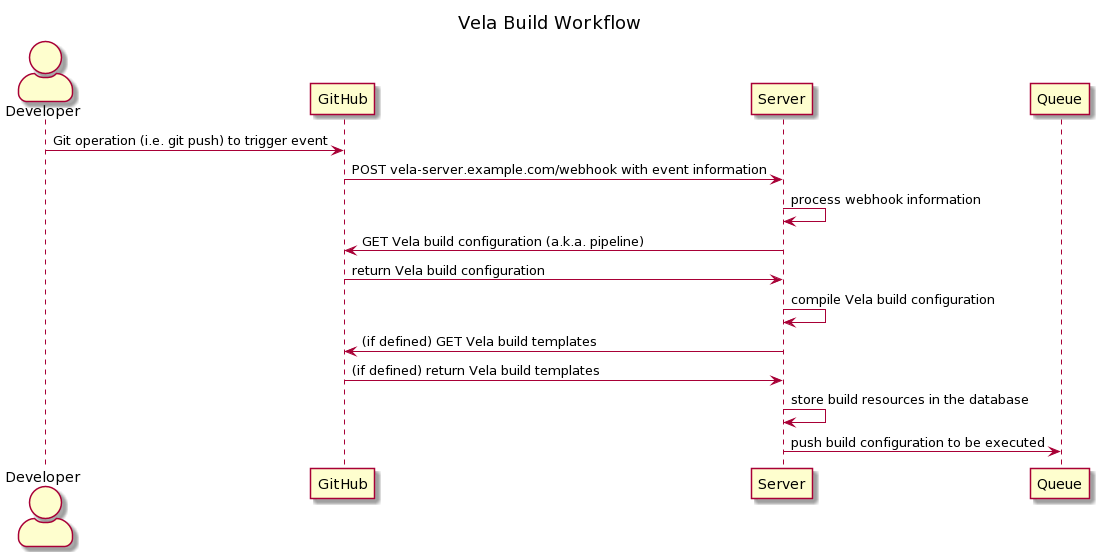 Vela Build Workflow
Developer
GitHub
Server
Queue
Git operation (i.e. git push) to trigger event
POST vela-server.example.com/webhook with event information
process webhook information
GET Vela build configuration (a.k.a. pipeline)
return Vela build configuration
compile Vela build configuration
(if defined) GET Vela build templates
(if defined) return Vela build templates
store build resources in the database
push build configuration to be executed
Developer
GitHub
Server
Queue